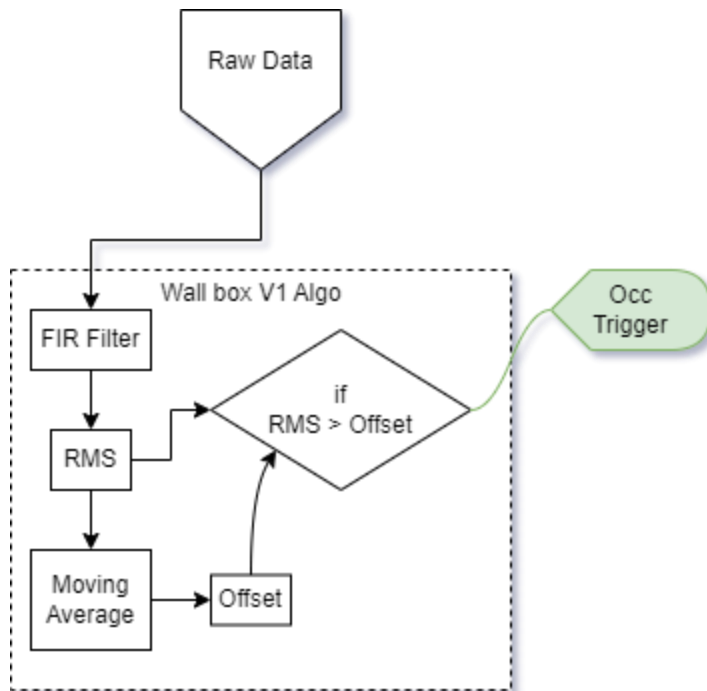 Raw Data
Wall box V1 Algo
FIR Filter
if
RMS > Offset
Occ
Trigger
RMS
Moving
Average
Offset